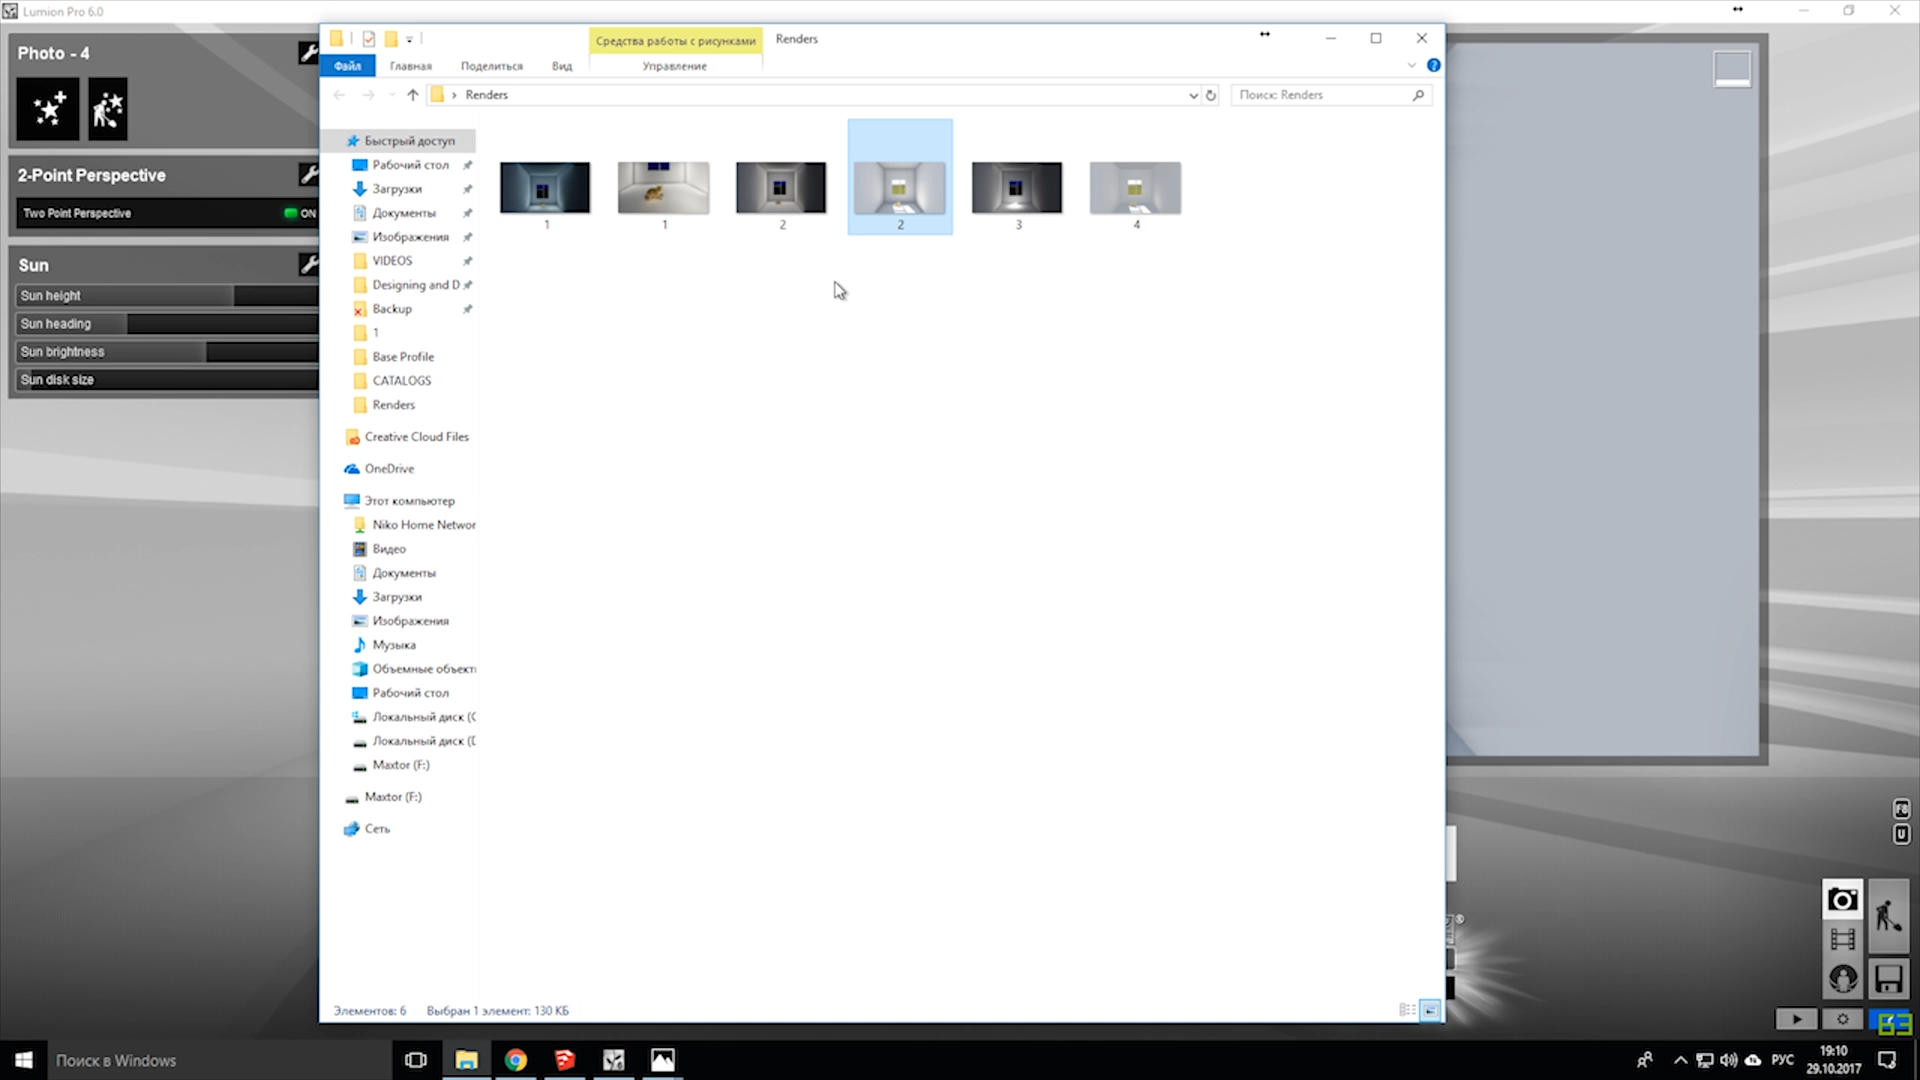 Lumion Pro 6.0
Photo - 4
2-Point Perspective
Two Point Perspective
ON
Sun
Sun height
Sun heading
Sun brightness
Sun disk size
Средства работы с рисунками
Renders
Файл
Главная
Поделиться
Вид
Управление
Renders
Поиск: Renders
Быстрый доступ
Рабочий стол
Загрузки
Документы
Изображения
VIDEOS
Designing and D
Backup
1
Base Profile
CATALOGS
Renders
Creative Cloud Files
OneDrive
Этот компьютер
Niko Home Networ
Видео
Документы
Загрузки
Изображения
Музыка
Объемные объект
Рабочий стол
Локальный диск (C
Локальный диск (D
Maxtor (F:)
Maxtor (F:)
Сеть
1
1
2
2
3
4
Элементов: 6
Выбран 1 элемент: 130 КБ
F8
U
63
Поиск в Windows
РУС
19:10
29.10.2017